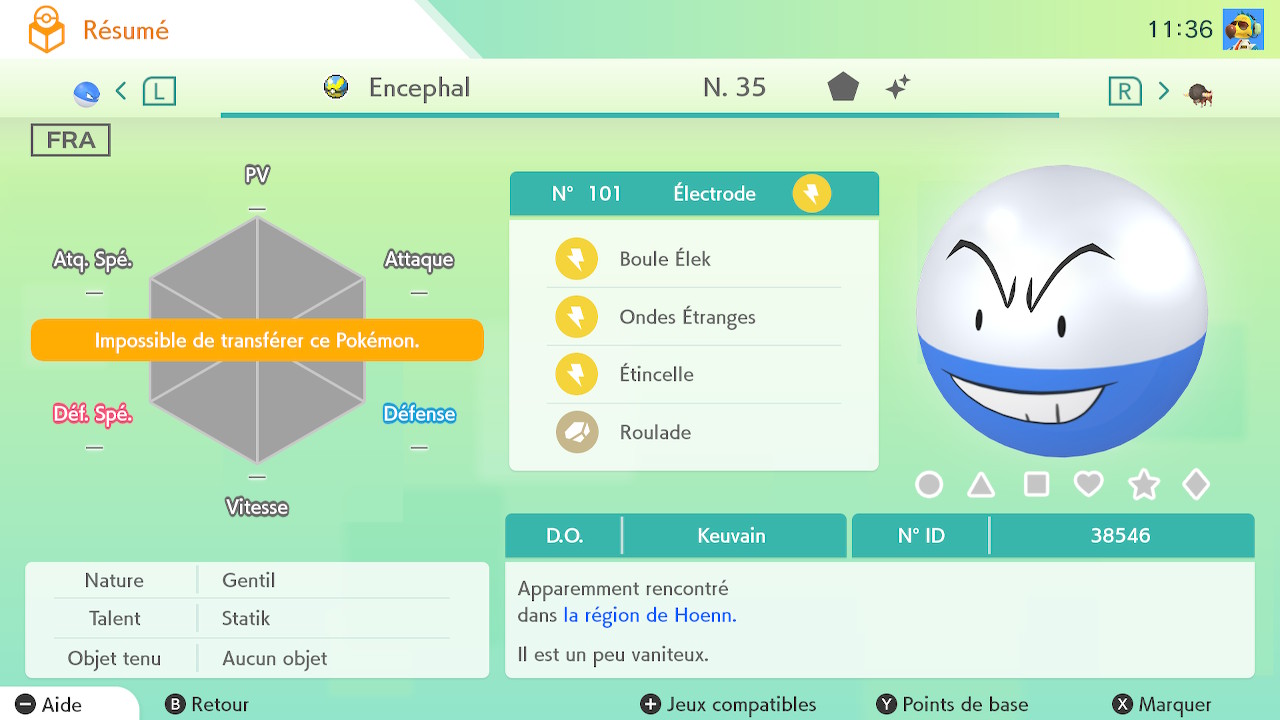 Résumé
11:36
L
Encephal
N. 35
R
FRA
PV
—
Atq. Spé.
—
Attaque
—
Impossible de transférer ce Pokémon.
Déf. Spé.
—
Défense
—
—
Vitesse
N° 101 Électrode
Boule Élek
Ondes Étranges
Étincelle
Roulade
D.O. Keuvain N° ID 38546
Apparemment rencontré
dans la région de Hoenn.
Il est un peu vaniteux.
Nature Gentil
Talent Statik
Objet tenu Aucun objet
Aide
B Retour
Jeux compatibles
Y Points de base
X Marquer